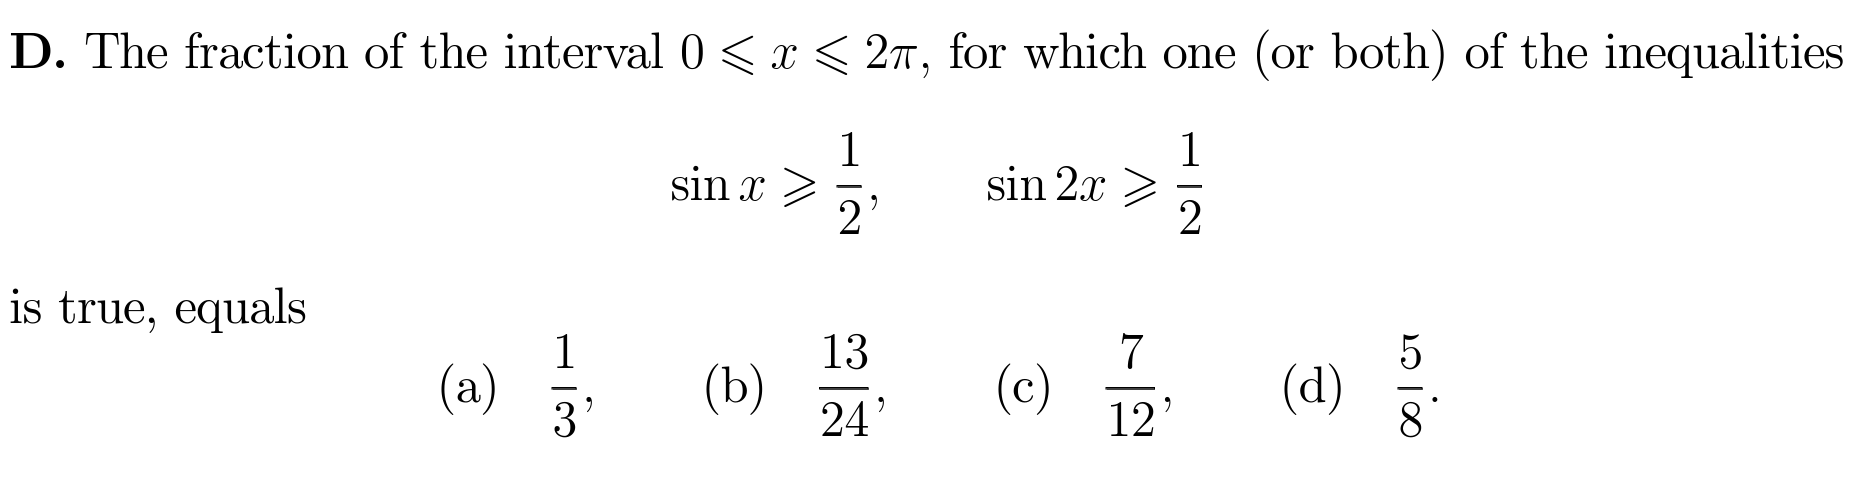 D. The fraction of the interval 0 ⩽ x ⩽ 2π, for which one (or both) of the inequalities
sin x ⩾ 1/2, sin 2x ⩾ 1/2
is true, equals
(a) 1/3, (b) 13/24, (c) 7/12, (d) 5/8.